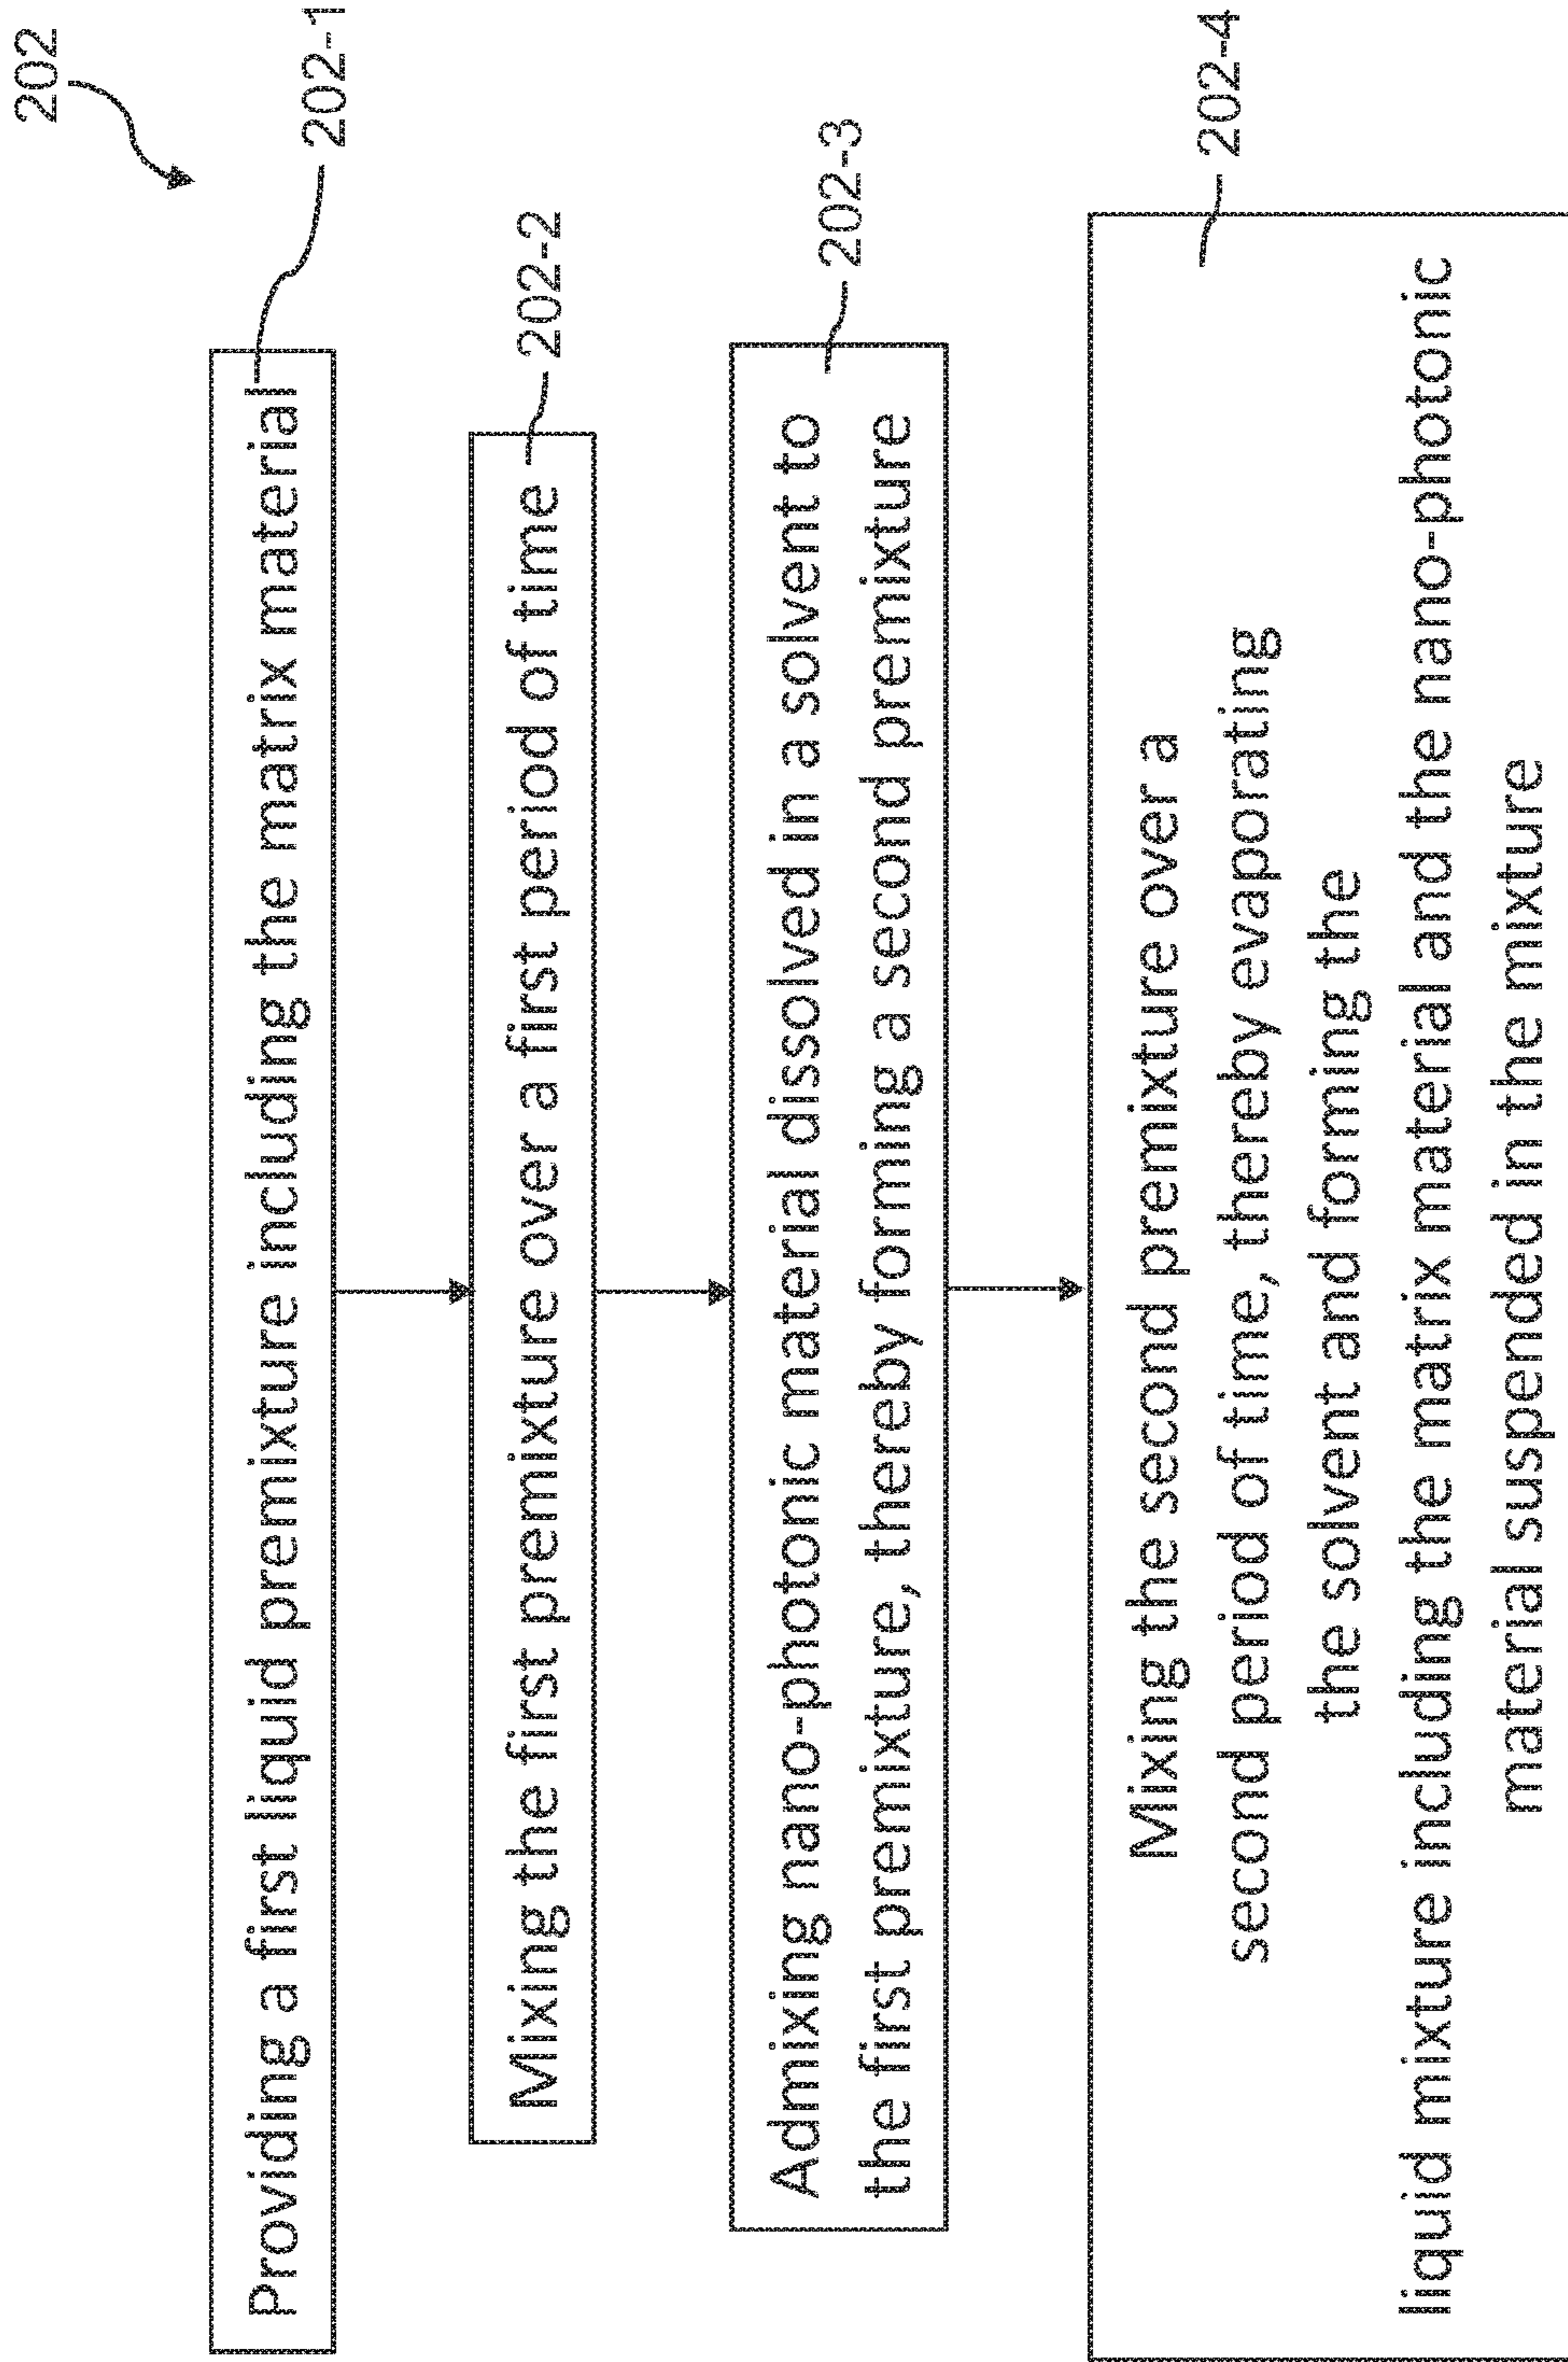 202
Providing a first liquid premixture including the matrix material
202-1
Mixing the first premixture over a first period of time
202-2
Admixing nano-photonic material dissolved in a solvent to
the first premixture, thereby forming a second premixture
202-3
Mixing the second premixture over a
second period of time, thereby evaporating
the solvent and forming the
liquid mixture including the matrix material and the nano-photonic
material suspended in the mixture
202-4